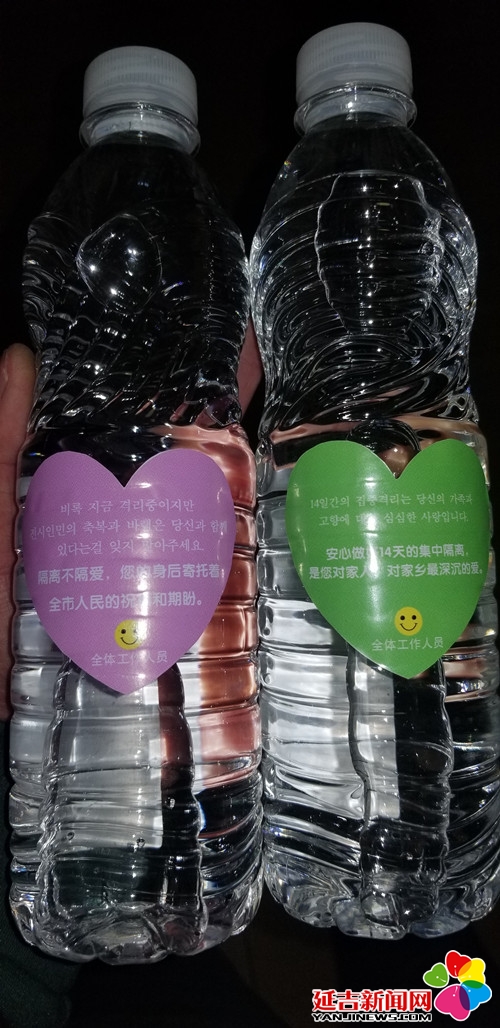 비록 지금 격리중이지만
전시인민의 축복과 바램은 당신과 함께
있다는걸 잊지 말아주세요
隔离不隔爱，您的身后寄托着
全市人民的祝福和期盼。
全体工作人员
14일간의 집중격리는 당신의 가족과
고향에 대한 심심한 사랑입니다
安心做好14天的集中隔离，
是您对家人、对家乡最深沉的爱。
全体工作人员
延吉新闻网
YANJINEWS.COM